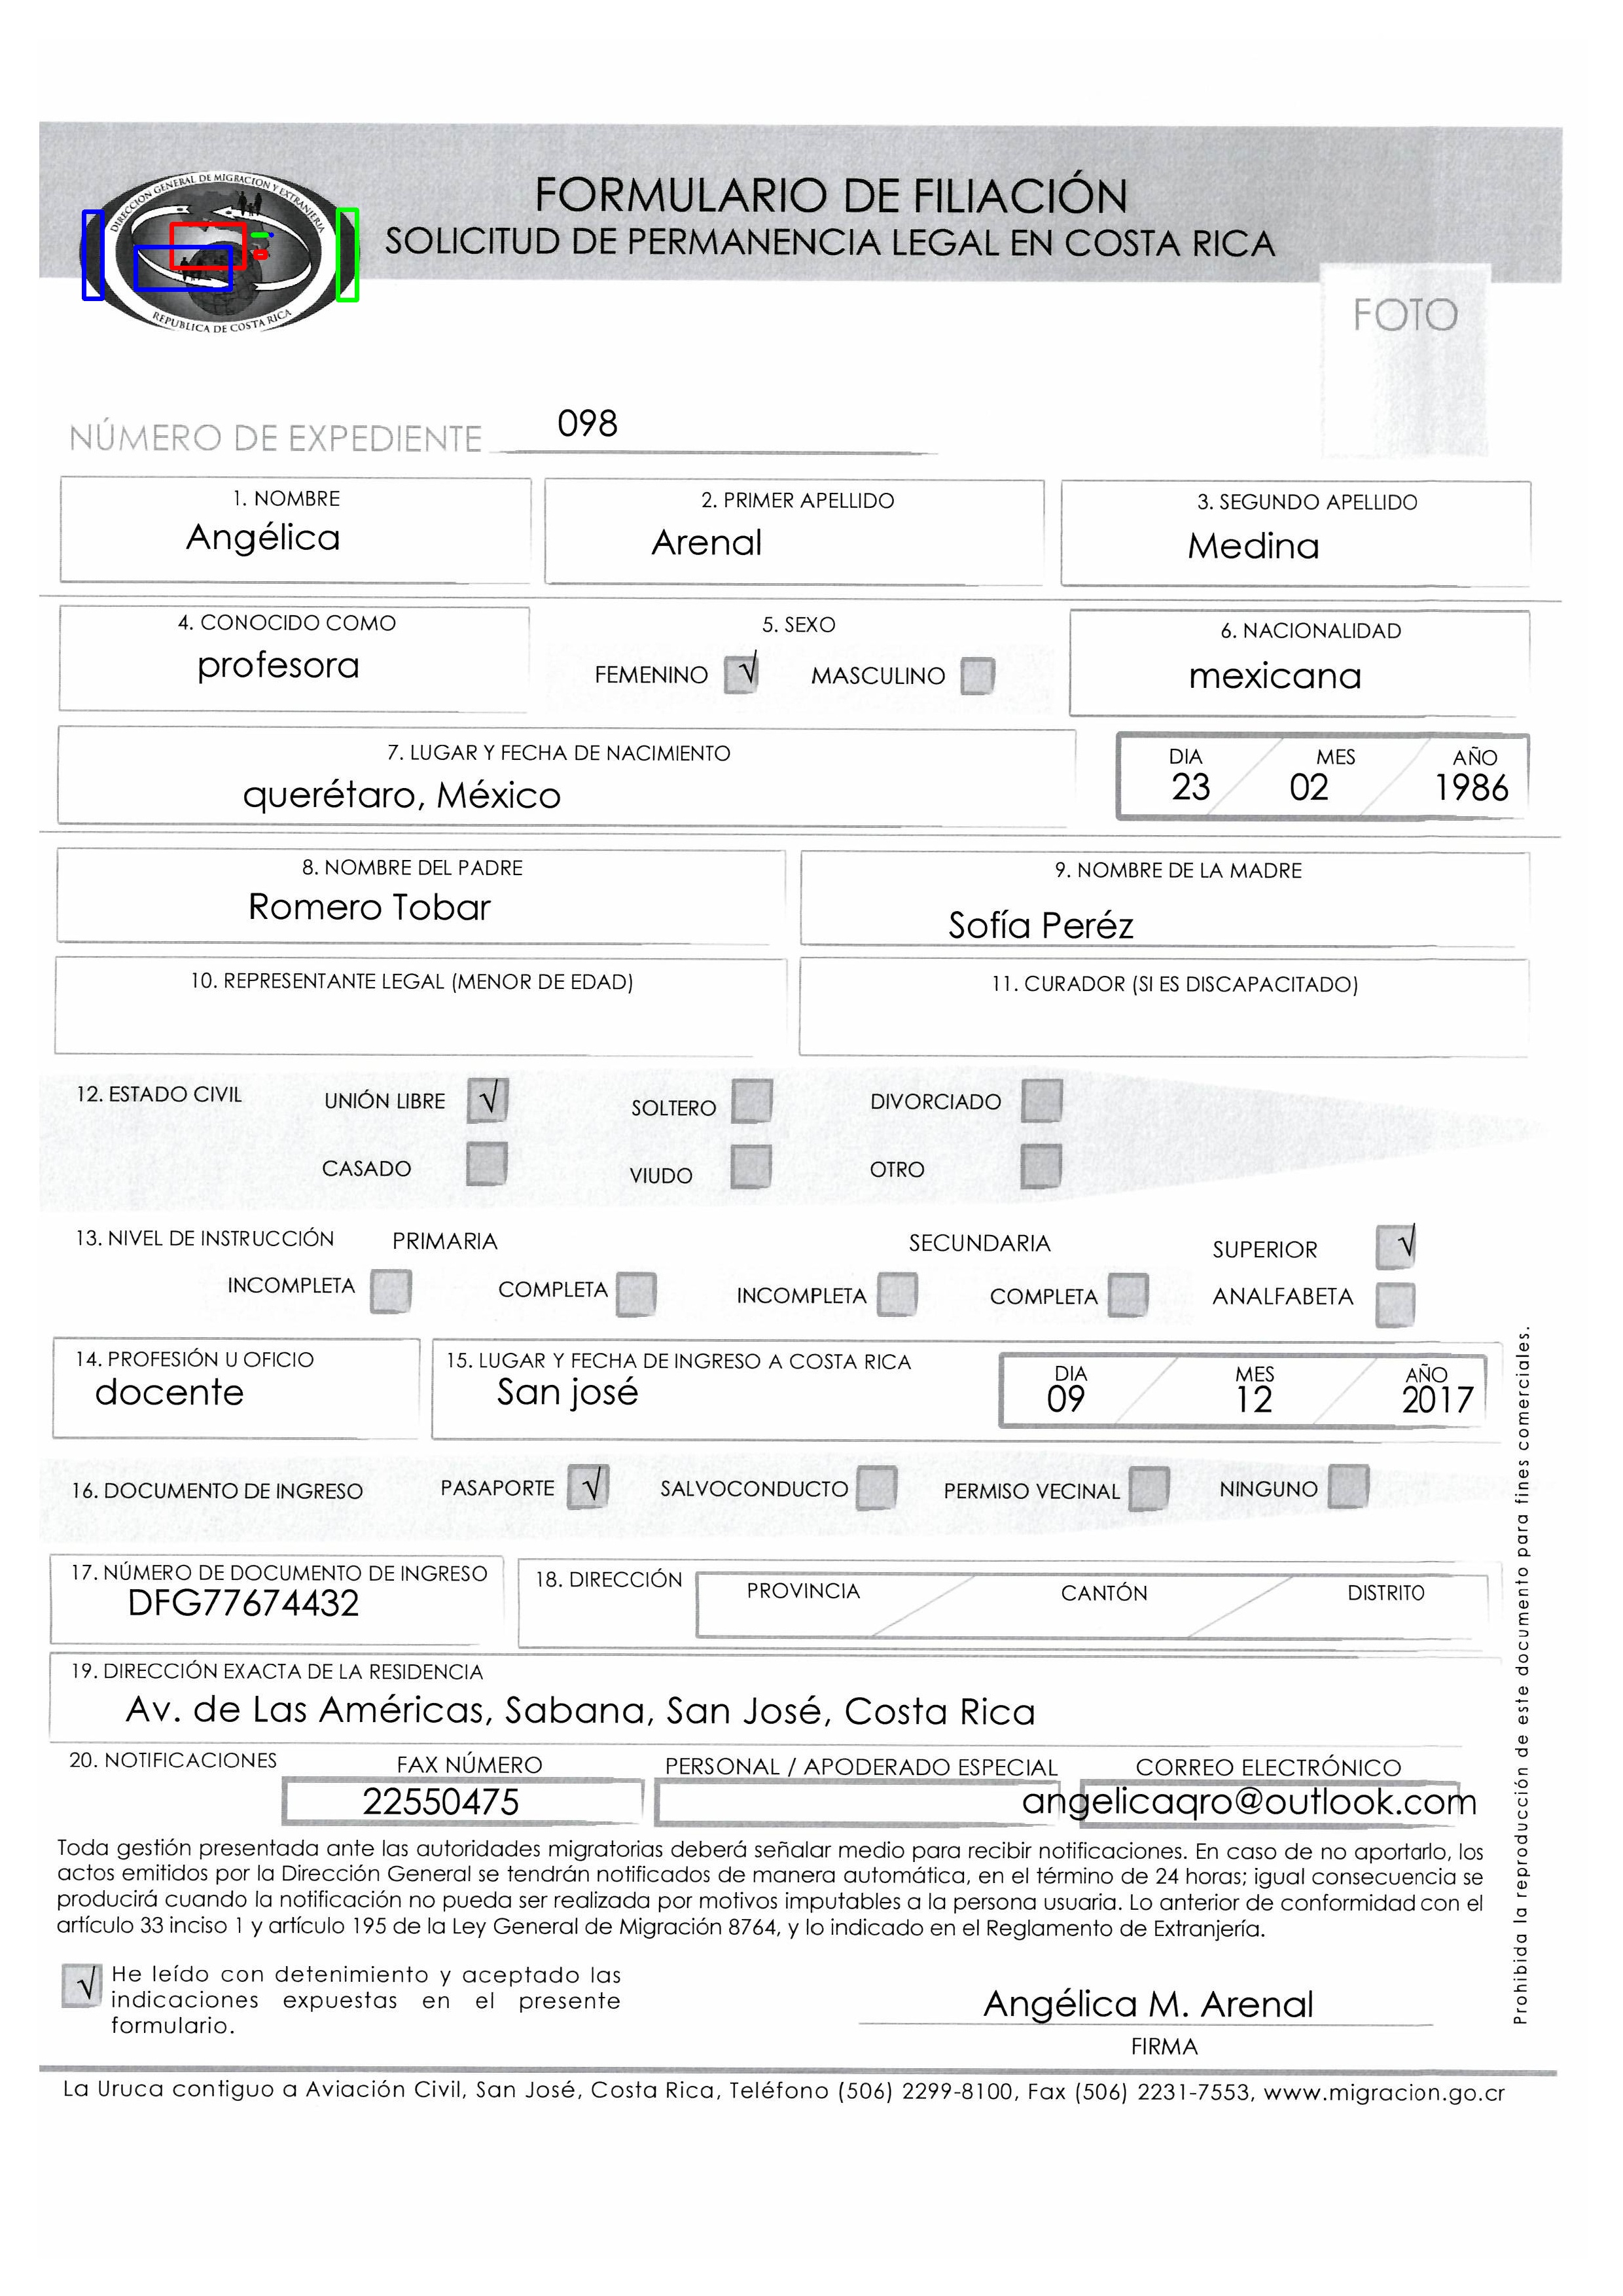 DIRECCION GENERAL DE MIGRACION Y EXTRANJERIA
REPUBLICA DE COSTA RICA
FORMULARIO DE FILIACIÓN
SOLICITUD DE PERMANENCIA LEGAL EN COSTA RICA
FOTO
NÚMERO DE EXPEDIENTE 098
1. NOMBRE 2. PRIMER APELLIDO 3. SEGUNDO APELLIDO
Angélica Arenal Medina
4. CONOCIDO COMO 5. SEXO 6. NACIONALIDAD
profesora FEMENINO √ MASCULINO mexicana
7. LUGAR Y FECHA DE NACIMIENTO DIA MES AÑO
querétaro, México 23 02 1986
8. NOMBRE DEL PADRE 9. NOMBRE DE LA MADRE
Romero Tobar Sofía Peréz
10. REPRESENTANTE LEGAL (MENOR DE EDAD) 11. CURADOR (SI ES DISCAPACITADO)
12. ESTADO CIVIL UNIÓN LIBRE √ SOLTERO DIVORCIADO
CASADO VIUDO OTRO
13. NIVEL DE INSTRUCCIÓN PRIMARIA SECUNDARIA SUPERIOR √
INCOMPLETA COMPLETA INCOMPLETA COMPLETA ANALFABETA
14. PROFESIÓN U OFICIO 15. LUGAR Y FECHA DE INGRESO A COSTA RICA DIA MES AÑO
docente San josé 09 12 2017
16. DOCUMENTO DE INGRESO PASAPORTE √ SALVOCONDUCTO PERMISO VECINAL NINGUNO
17. NÚMERO DE DOCUMENTO DE INGRESO 18. DIRECCIÓN PROVINCIA CANTÓN DISTRITO
DFG77674432
19. DIRECCIÓN EXACTA DE LA RESIDENCIA
Av. de Las Américas, Sabana, San José, Costa Rica
20. NOTIFICACIONES FAX NÚMERO PERSONAL / APODERADO ESPECIAL CORREO ELECTRÓNICO
22550475 angelicaqro@outlook.com
Toda gestión presentada ante las autoridades migratorias deberá señalar medio para recibir notificaciones. En caso de no aportarlo, los
actos emitidos por la Dirección General se tendrán notificados de manera automática, en el término de 24 horas; igual consecuencia se
producirá cuando la notificación no pueda ser realizada por motivos imputables a la persona usuaria. Lo anterior de conformidad con el
artículo 33 inciso 1 y artículo 195 de la Ley General de Migración 8764, y lo indicado en el Reglamento de Extranjería.
√ He leído con detenimiento y aceptado las
indicaciones expuestas en el presente
formulario.
Angélica M. Arenal
FIRMA
La Uruca contiguo a Aviación Civil, San José, Costa Rica, Teléfono (506) 2299-8100, Fax (506) 2231-7553, www.migracion.go.cr
Prohibida la reproducción de este documento para fines comerciales.